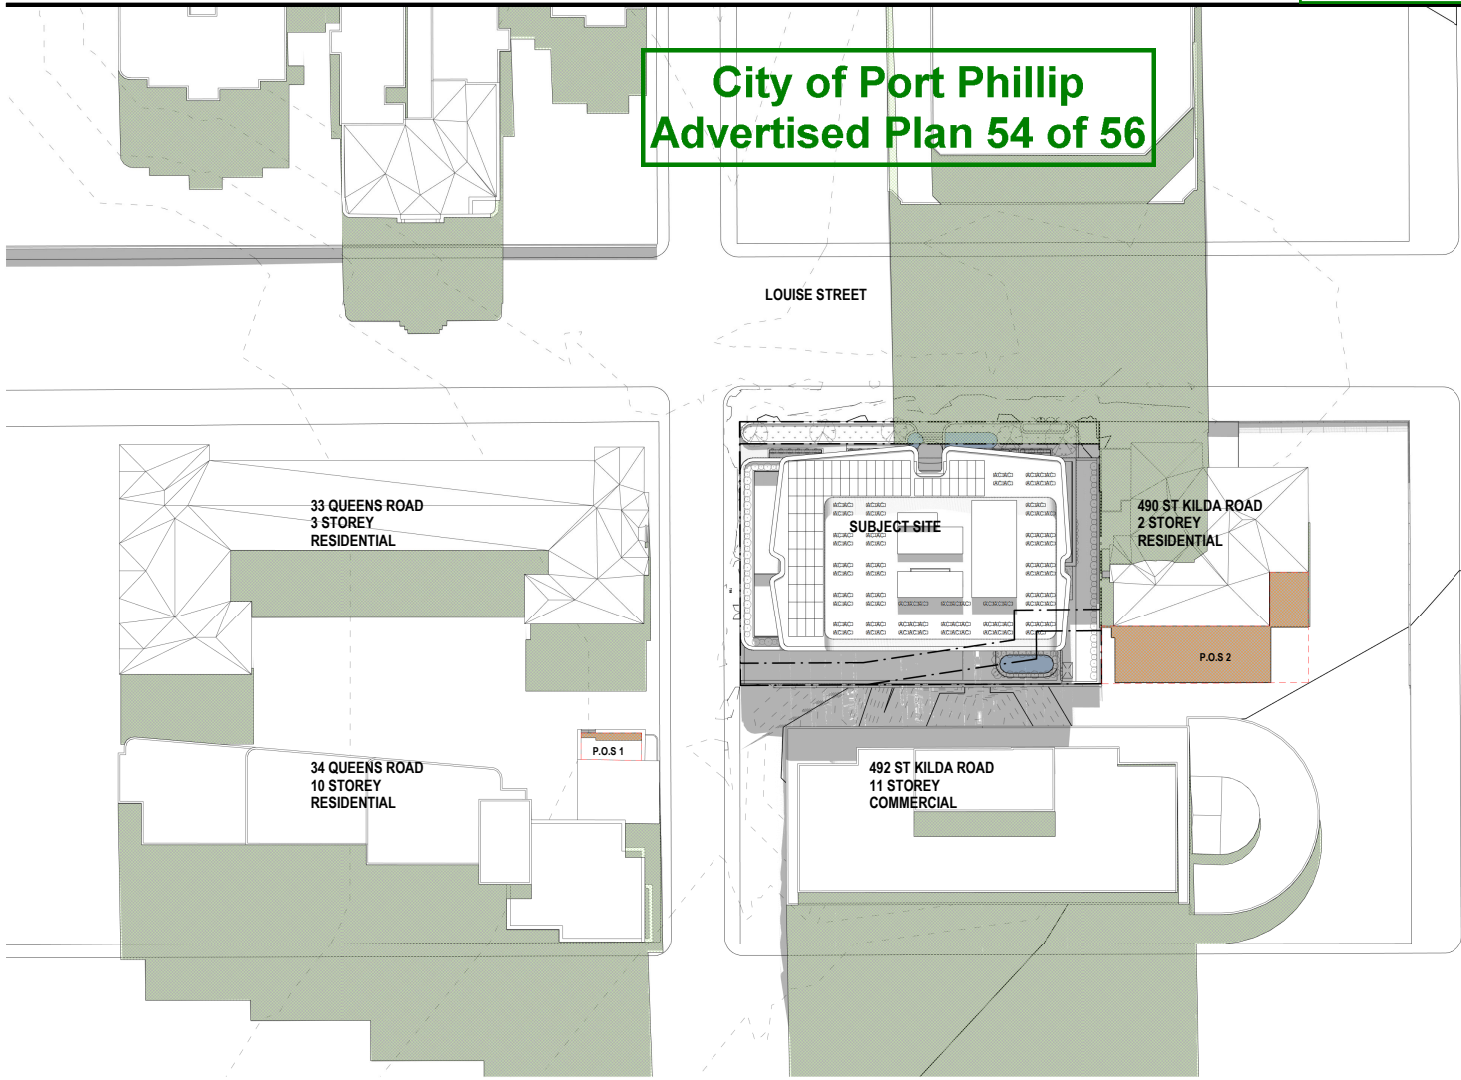 City of Port Phillip
Advertised Plan 54 of 56
LOUISE STREET
33 QUEENS ROAD
3 STOREY
RESIDENTIAL
SUBJECT SITE
490 ST KILDA ROAD
2 STOREY
RESIDENTIAL
P.O.S 2
P.O.S 1
34 QUEENS ROAD
10 STOREY
RESIDENTIAL
492 ST KILDA ROAD
11 STOREY
COMMERCIAL